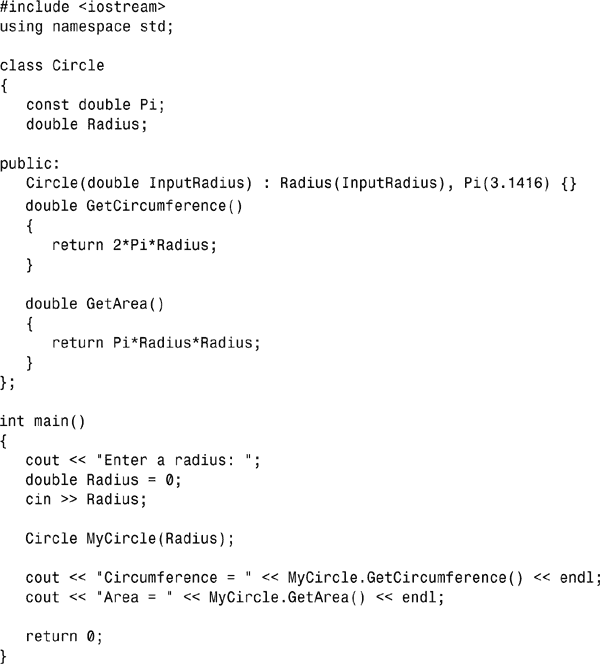 #include <iostream>
using namespace std;

class Circle
{
   const double Pi;
   double Radius;

public:
   Circle(double InputRadius) : Radius(InputRadius), Pi(3.1416) {}
   double GetCircumference()
   {
      return 2*Pi*Radius;
   }

   double GetArea()
   {
      return Pi*Radius*Radius;
   }
};

int main()
{
   cout << "Enter a radius: ";
   double Radius = 0;
   cin >> Radius;

   Circle MyCircle(Radius);

   cout << "Circumference = " << MyCircle.GetCircumference() << endl;
   cout << "Area = " << MyCircle.GetArea() << endl;

   return 0;
}